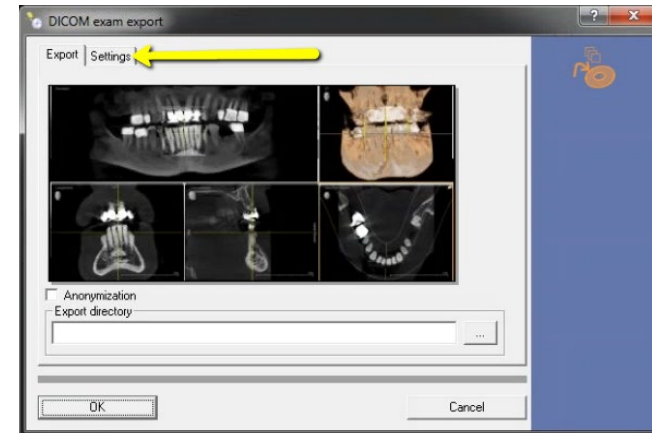 DICOM exam export
Export Settings
Anonymization
Export directory
...
OK Cancel